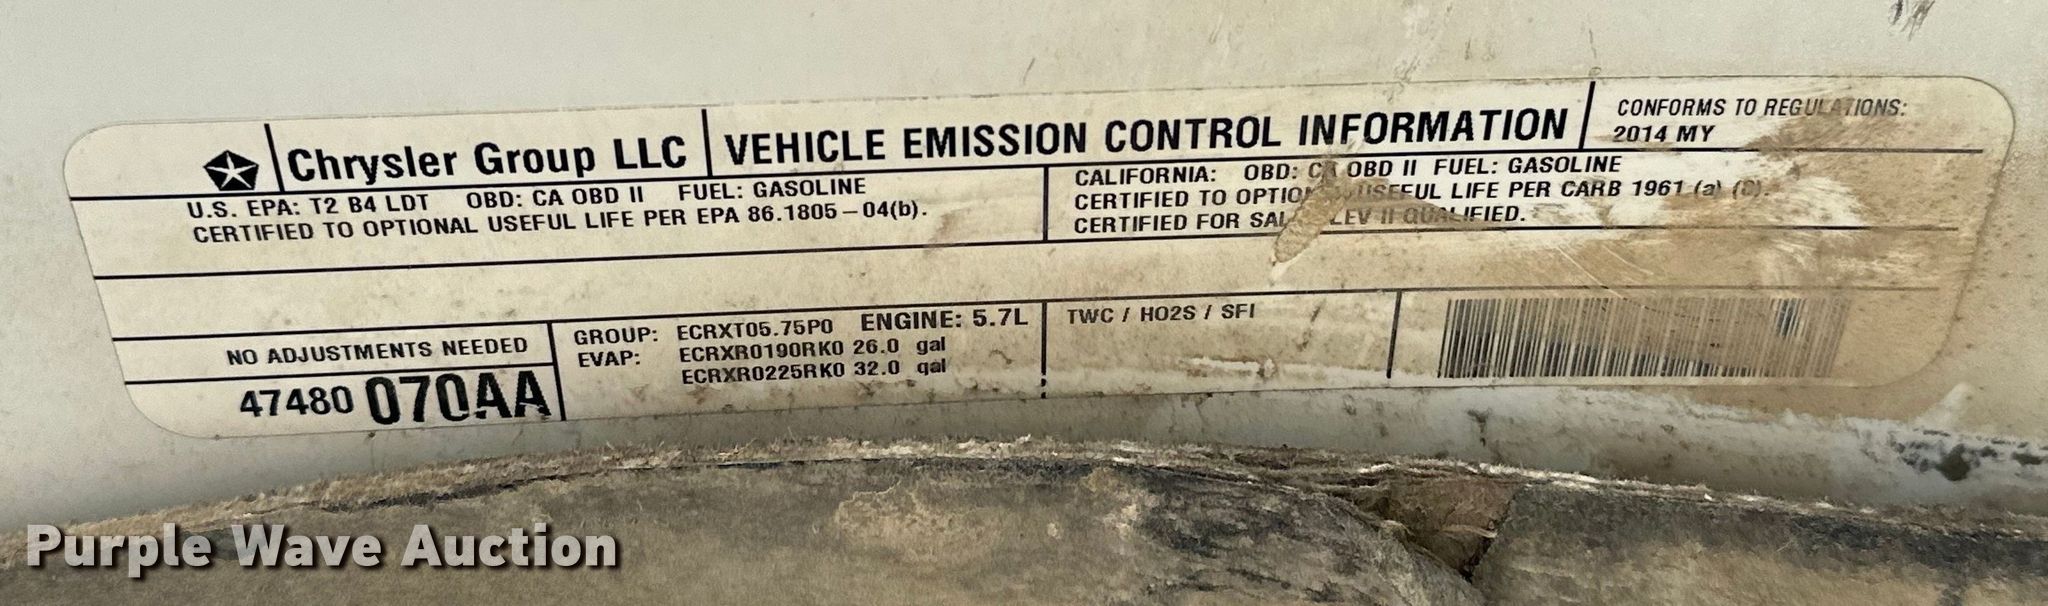 Chrysler Group LLC VEHICLE EMISSION CONTROL INFORMATION
CONFORMS TO REGULATIONS:
2014 MY
U.S. EPA: T2 B4 LDT OBD: CA OBD II FUEL: GASOLINE
CERTIFIED TO OPTIONAL USEFUL LIFE PER EPA 86.1805-04(b).
CALIFORNIA: OBD: CA OBD II FUEL: GASOLINE
CERTIFIED TO OPTIONAL USEFUL LIFE PER CARB 1961 (a) (8).
CERTIFIED FOR SALE LEV II QUALIFIED.
NO ADJUSTMENTS NEEDED
47480 070AA
GROUP: ECRXT05.75P0 ENGINE: 5.7L
EVAP: ECRXR0190RK0 26.0 gal
ECRXR0225RK0 32.0 gal
TWC / HO2S / SFI
Purple Wave Auction